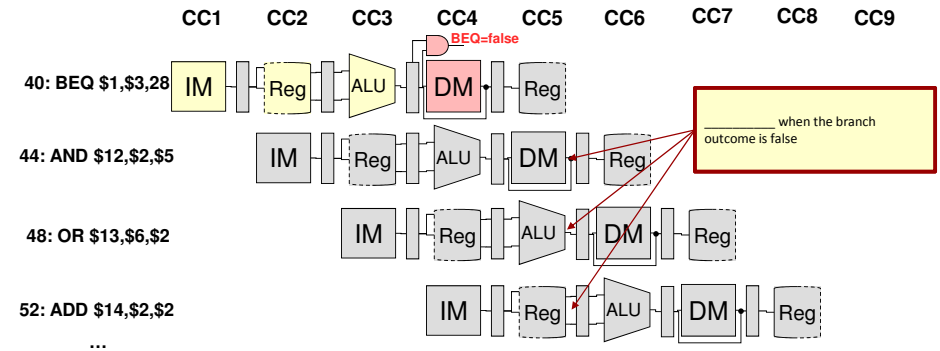 CC1 CC2 CC3 CC4 CC5 CC6 CC7 CC8 CC9
BEQ=false
40: BEQ $1,$3,28 IM Reg ALU DM Reg
__________ when the branch
outcome is false
44: AND $12,$2,$5 IM Reg ALU DM Reg
48: OR $13,$6,$2 IM Reg ALU DM Reg
52: ADD $14,$2,$2 IM Reg ALU DM Reg
...